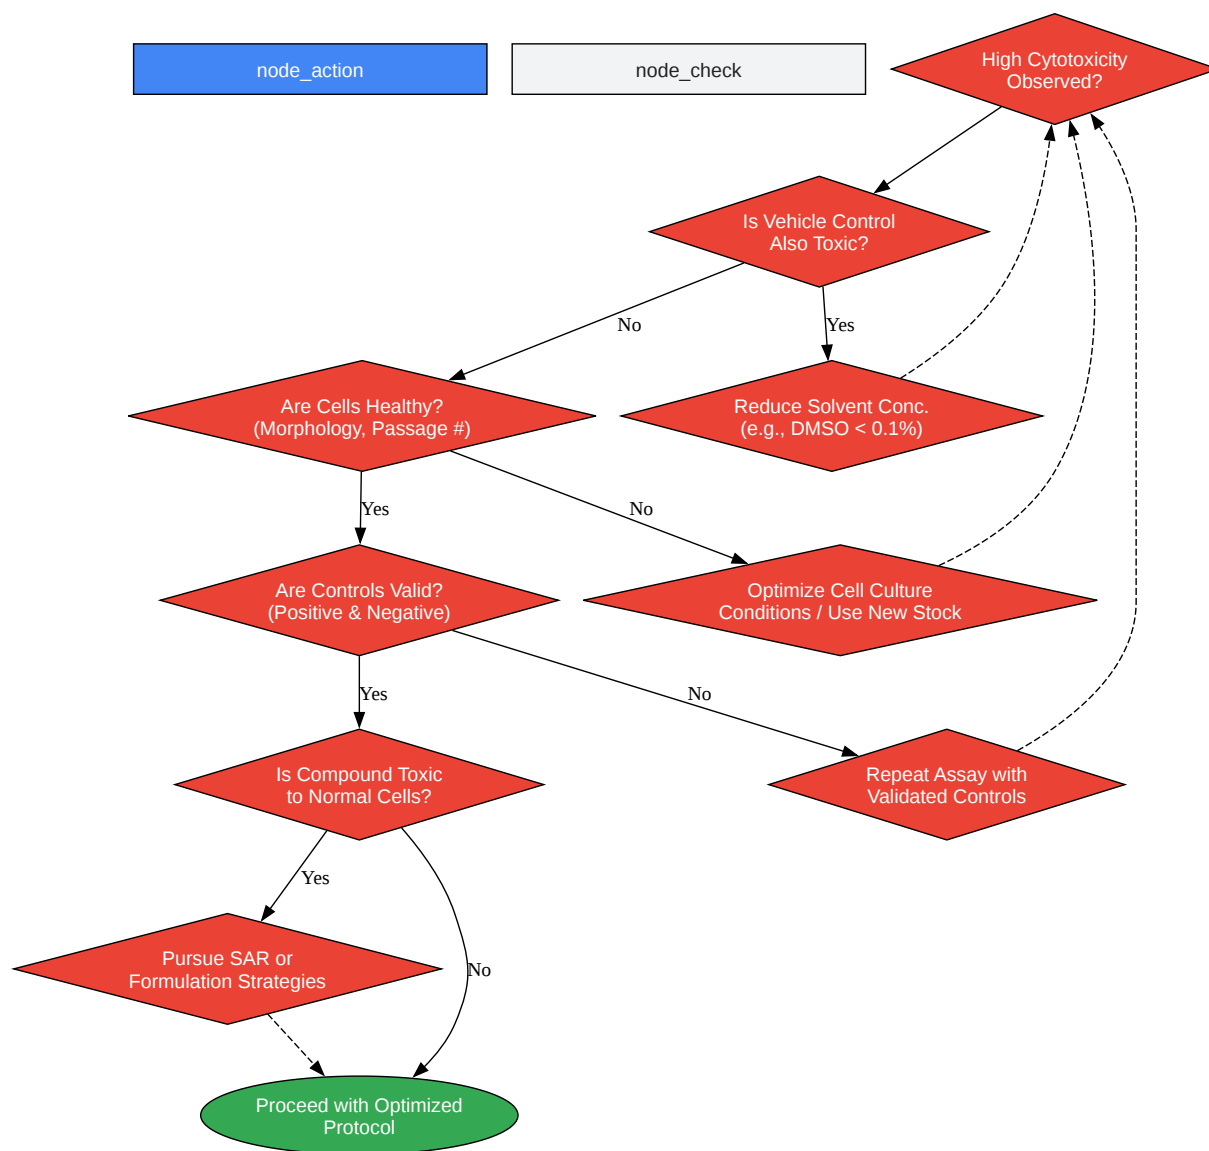 node_action
node_check
High Cytotoxicity
Observed?
Is Vehicle Control
Also Toxic?
No
Yes
Are Cells Healthy?
(Morphology, Passage #)
Reduce Solvent Conc.
(e.g., DMSO < 0.1%)
Yes
No
Are Controls Valid?
(Positive & Negative)
Optimize Cell Culture
Conditions / Use New Stock
Yes
No
Is Compound Toxic
to Normal Cells?
Repeat Assay with
Validated Controls
Yes
Pursue SAR or
Formulation Strategies
No
Proceed with Optimized
Protocol